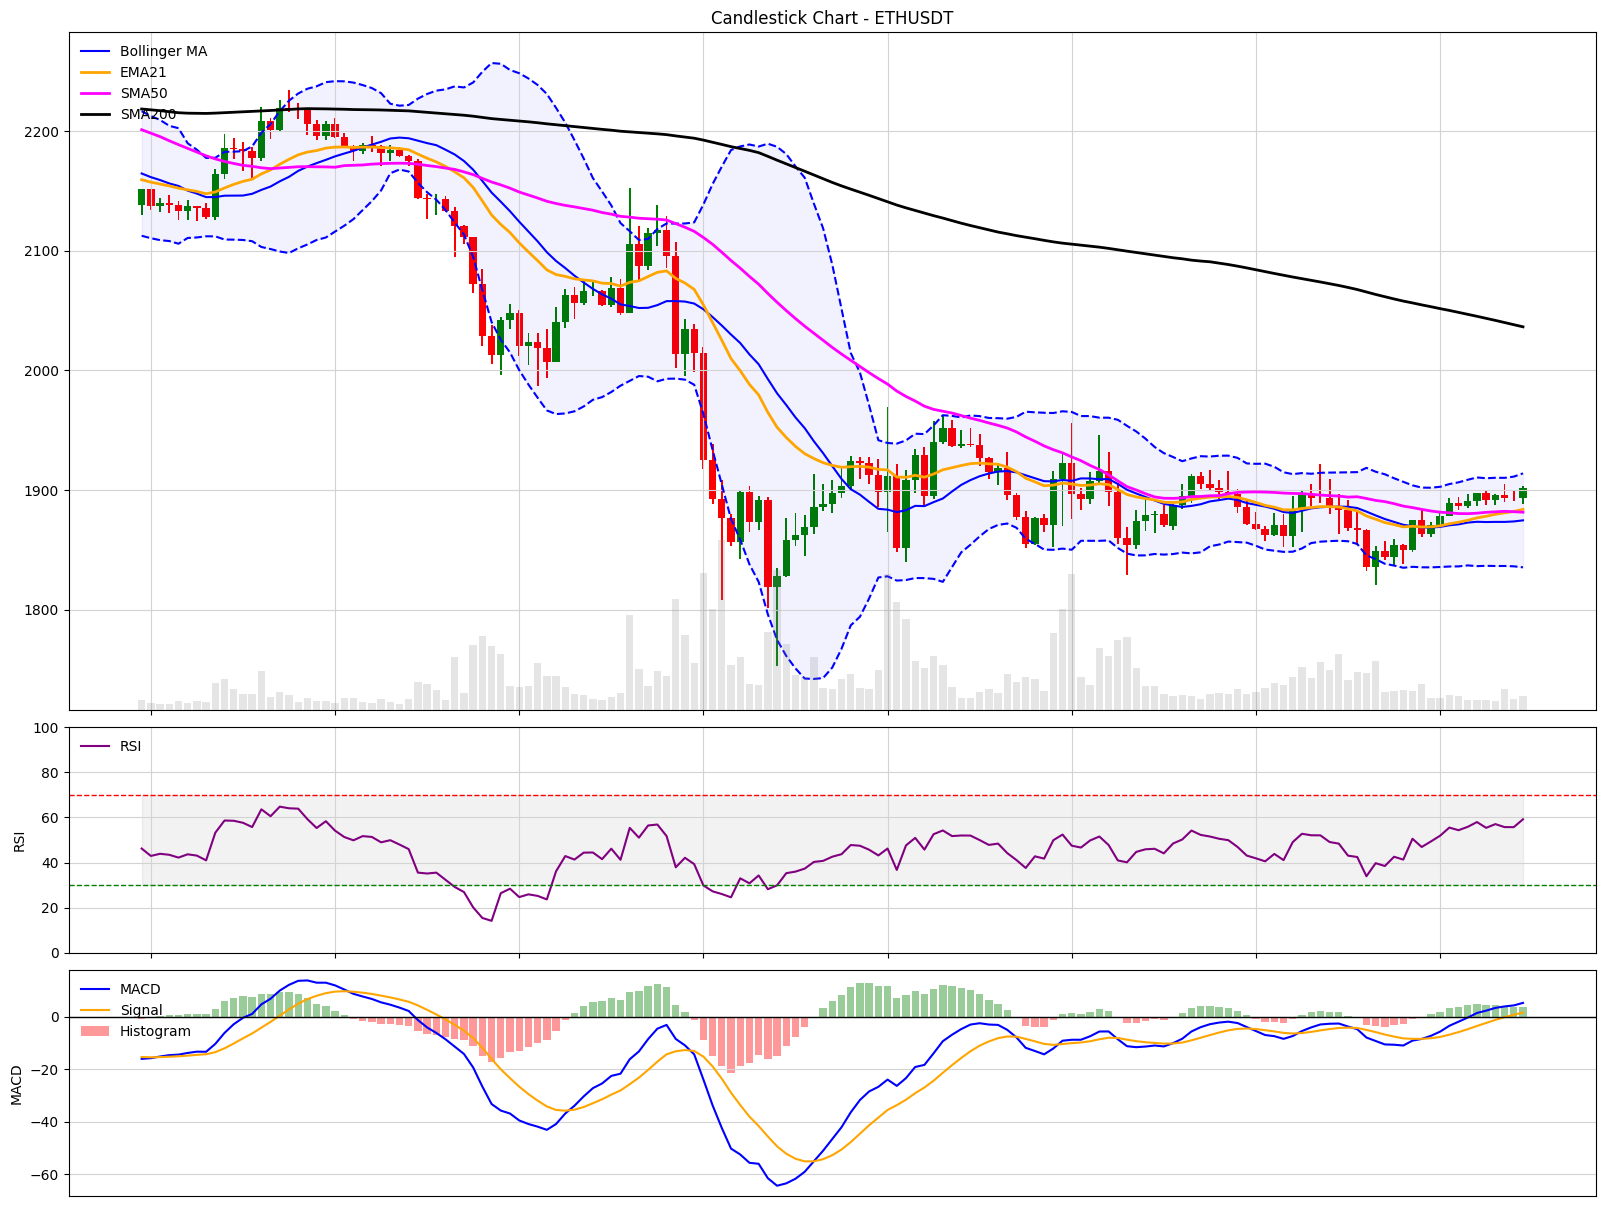 Candlestick Chart - ETHUSDT
Bollinger MA
EMA21
SMA50
SMA200
2200
2100
2000
1900
1800
100
80
60
40
20
0
RSI
RSI
MACD
Signal
Histogram
0
−20
−40
−60
MACD